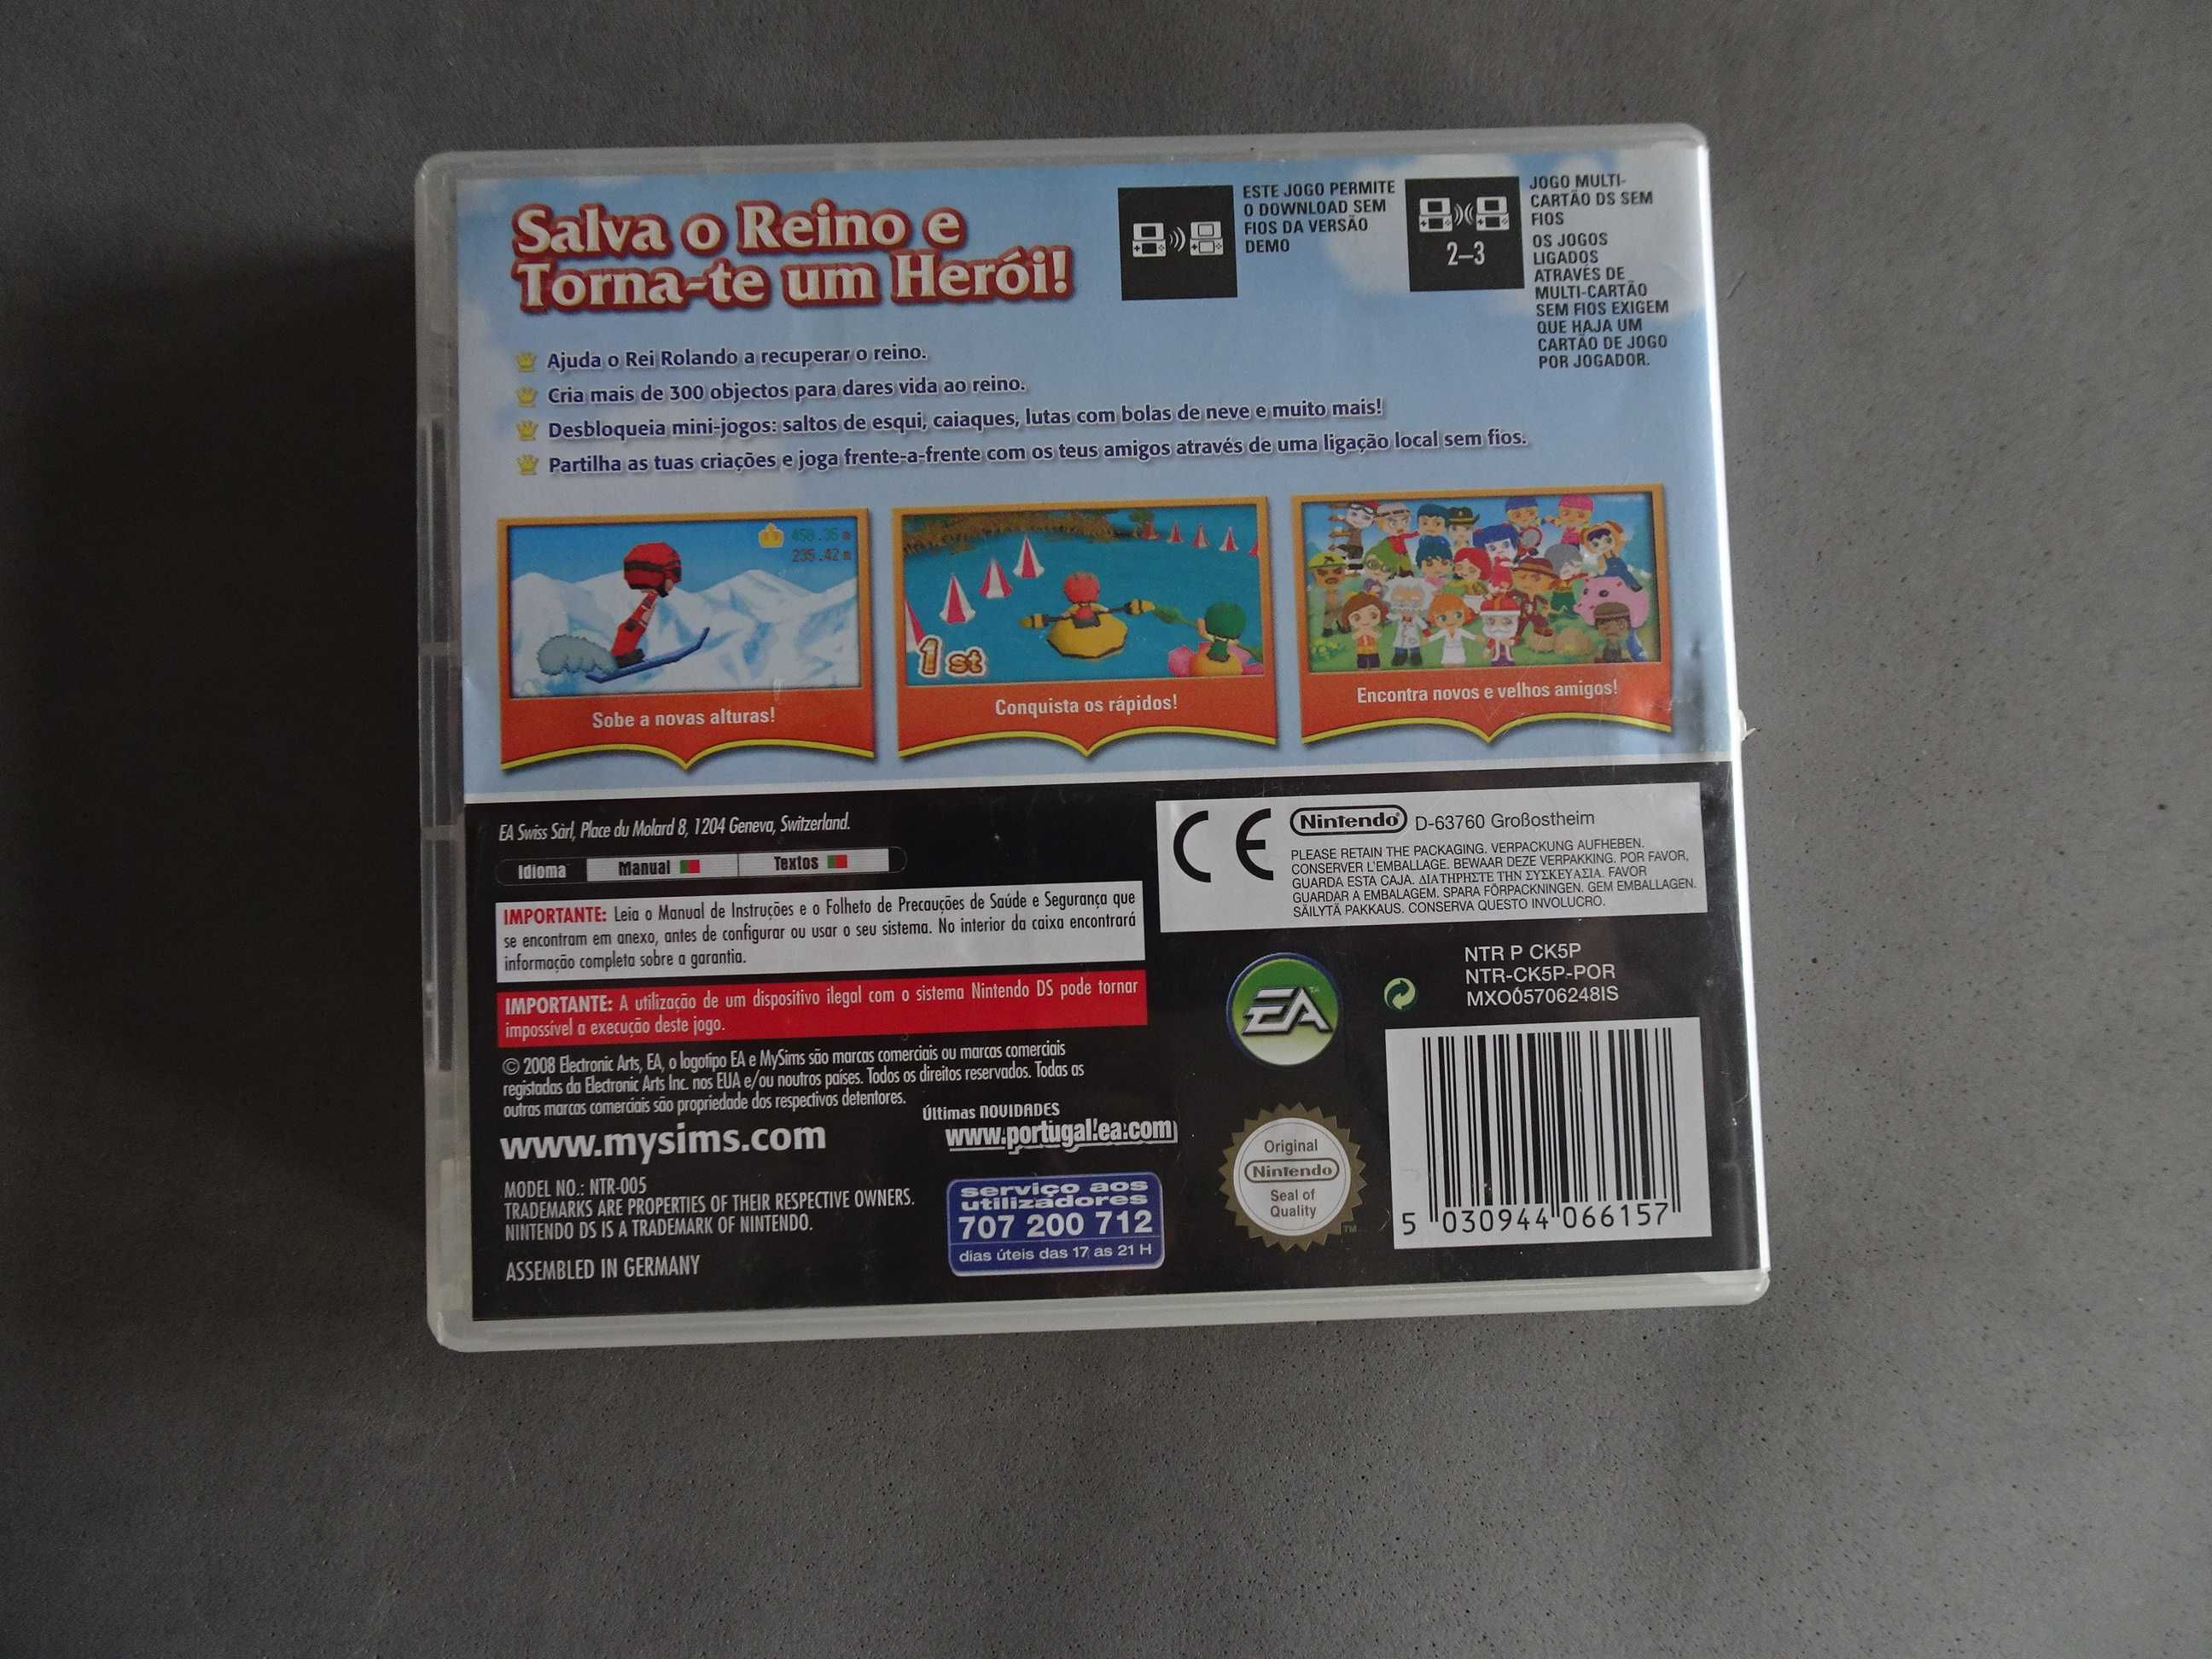 Salva o Reino e
Torna-te um Herói!
ESTE JOGO PERMITE
O DOWNLOAD SEM
FIOS DA VERSÃO
DEMO
2–3
JOGO MULTI-
CARTÃO DS SEM
FIOS
OS JOGOS
LIGADOS
ATRAVÉS DE
MULTI-CARTÃO
SEM FIOS EXIGEM
QUE HAJA UM
CARTÃO DE JOGO
POR JOGADOR.
Ajuda o Rei Rolando a recuperar o reino.
Cria mais de 300 objectos para dares vida ao reino.
Desbloqueia mini-jogos: saltos de esqui, caiaques, lutas com bolas de neve e muito mais!
Partilha as tuas criações e joga frente-a-frente com os teus amigos através de uma ligação local sem fios.
235.42 m
1st
Sobe a novas alturas!
Conquista os rápidos!
Encontra novos e velhos amigos!
EA Swiss Sàrl, Place du Molard 8, 1204 Geneva, Switzerland.
Idioma Manual Textos
IMPORTANTE: Leia o Manual de Instruções e o Folheto de Precauções de Saúde e Segurança que
se encontram em anexo, antes de configurar ou usar o seu sistema. No interior da caixa encontrará
informação completa sobre a garantia.
IMPORTANTE: A utilização de um dispositivo ilegal com o sistema Nintendo DS pode tornar
impossível a execução deste jogo.
© 2008 Electronic Arts, EA, o logotipo EA e MySims são marcas comerciais ou marcas comerciais
registadas da Electronic Arts Inc. nos EUA e/ou noutros países. Todos os direitos reservados. Todas as
outras marcas comerciais são propriedade dos respectivos detentores.
www.mysims.com
Últimas NOVIDADES
www.portugal.ea.com
MODEL NO.: NTR-005
TRADEMARKS ARE PROPERTIES OF THEIR RESPECTIVE OWNERS.
NINTENDO DS IS A TRADEMARK OF NINTENDO.
ASSEMBLED IN GERMANY
serviço aos
utilizadores
707 200 712
dias úteis das 17 as 21 H
CE
Nintendo D-63760 Großostheim
PLEASE RETAIN THE PACKAGING. VERPACKUNG AUFHEBEN.
CONSERVER L'EMBALLAGE. BEWAAR DEZE VERPAKKING. POR FAVOR,
GUARDA ESTA CAJA. ΔΙΑΤΗΡΗΣΤΕ ΤΗΝ ΣΥΣΚΕΥΑΣΙΑ. FAVOR
GUARDAR A EMBALAGEM. SPARA FÖRPACKNINGEN. GEM EMBALLAGEN.
SÄILYTÄ PAKKAUS. CONSERVA QUESTO INVOLUCRO.
EA™
NTR P CK5P
NTR-CK5P-POR
MXO05706248IS
Original
Nintendo
Seal of
Quality
TM
5 030944 066157